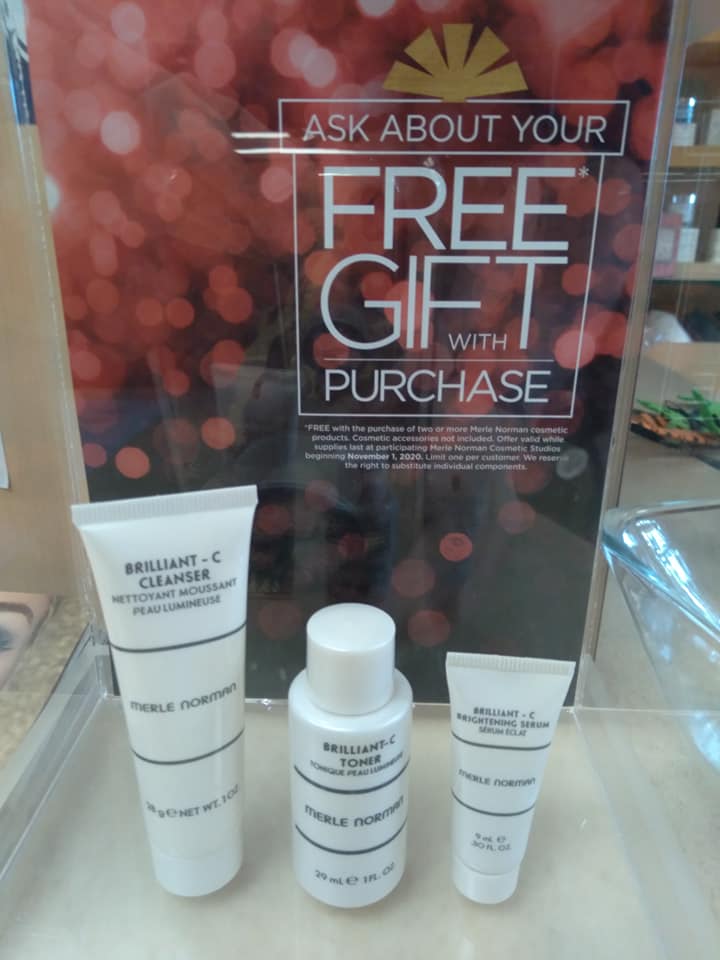 ASK ABOUT YOUR
FREE*
GIFT
WITH
PURCHASE
*FREE with the purchase of two or more Merle Norman cosmetic
products. Cosmetic accessories not included. Offer valid while
supplies last at participating Merle Norman Cosmetic Studios
beginning November 1, 2020. Limit one per customer. We reserve
the right to substitute individual components.
BRILLIANT - C
CLEANSER
NETTOYANT MOUSSANT
PEAU LUMINEUSE
MERLE NORMAN
28 g e NET WT. 1 OZ.
BRILLIANT-C
TONER
TONIQUE PEAU LUMINEUSE
MERLE NORMAN
29 mL e 1 FL. OZ.
BRILLIANT - C
BRIGHTENING SERUM
SÉRUM ÉCLAT
MERLE NORMAN
9 mL e
.30 FL. OZ.